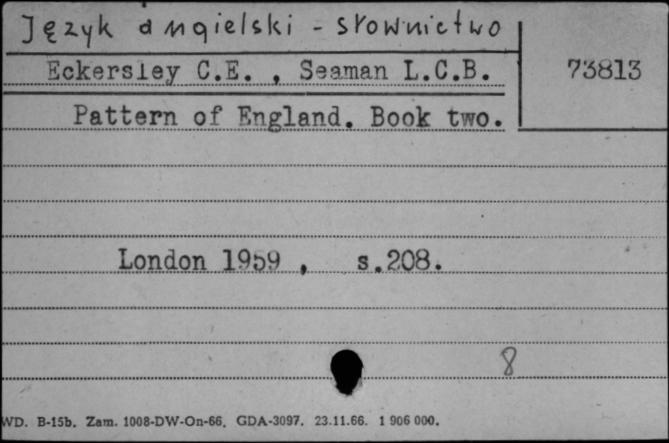 Język angielski - słownictwo
Eckersley C.E. , Seaman L.C.B.
73813
Pattern of England. Book two.
London 1959 , s.208.
8
WD. B-15b. Zam. 1008-DW-On-66. GDA-3097. 23.11.66. 1 906 000.